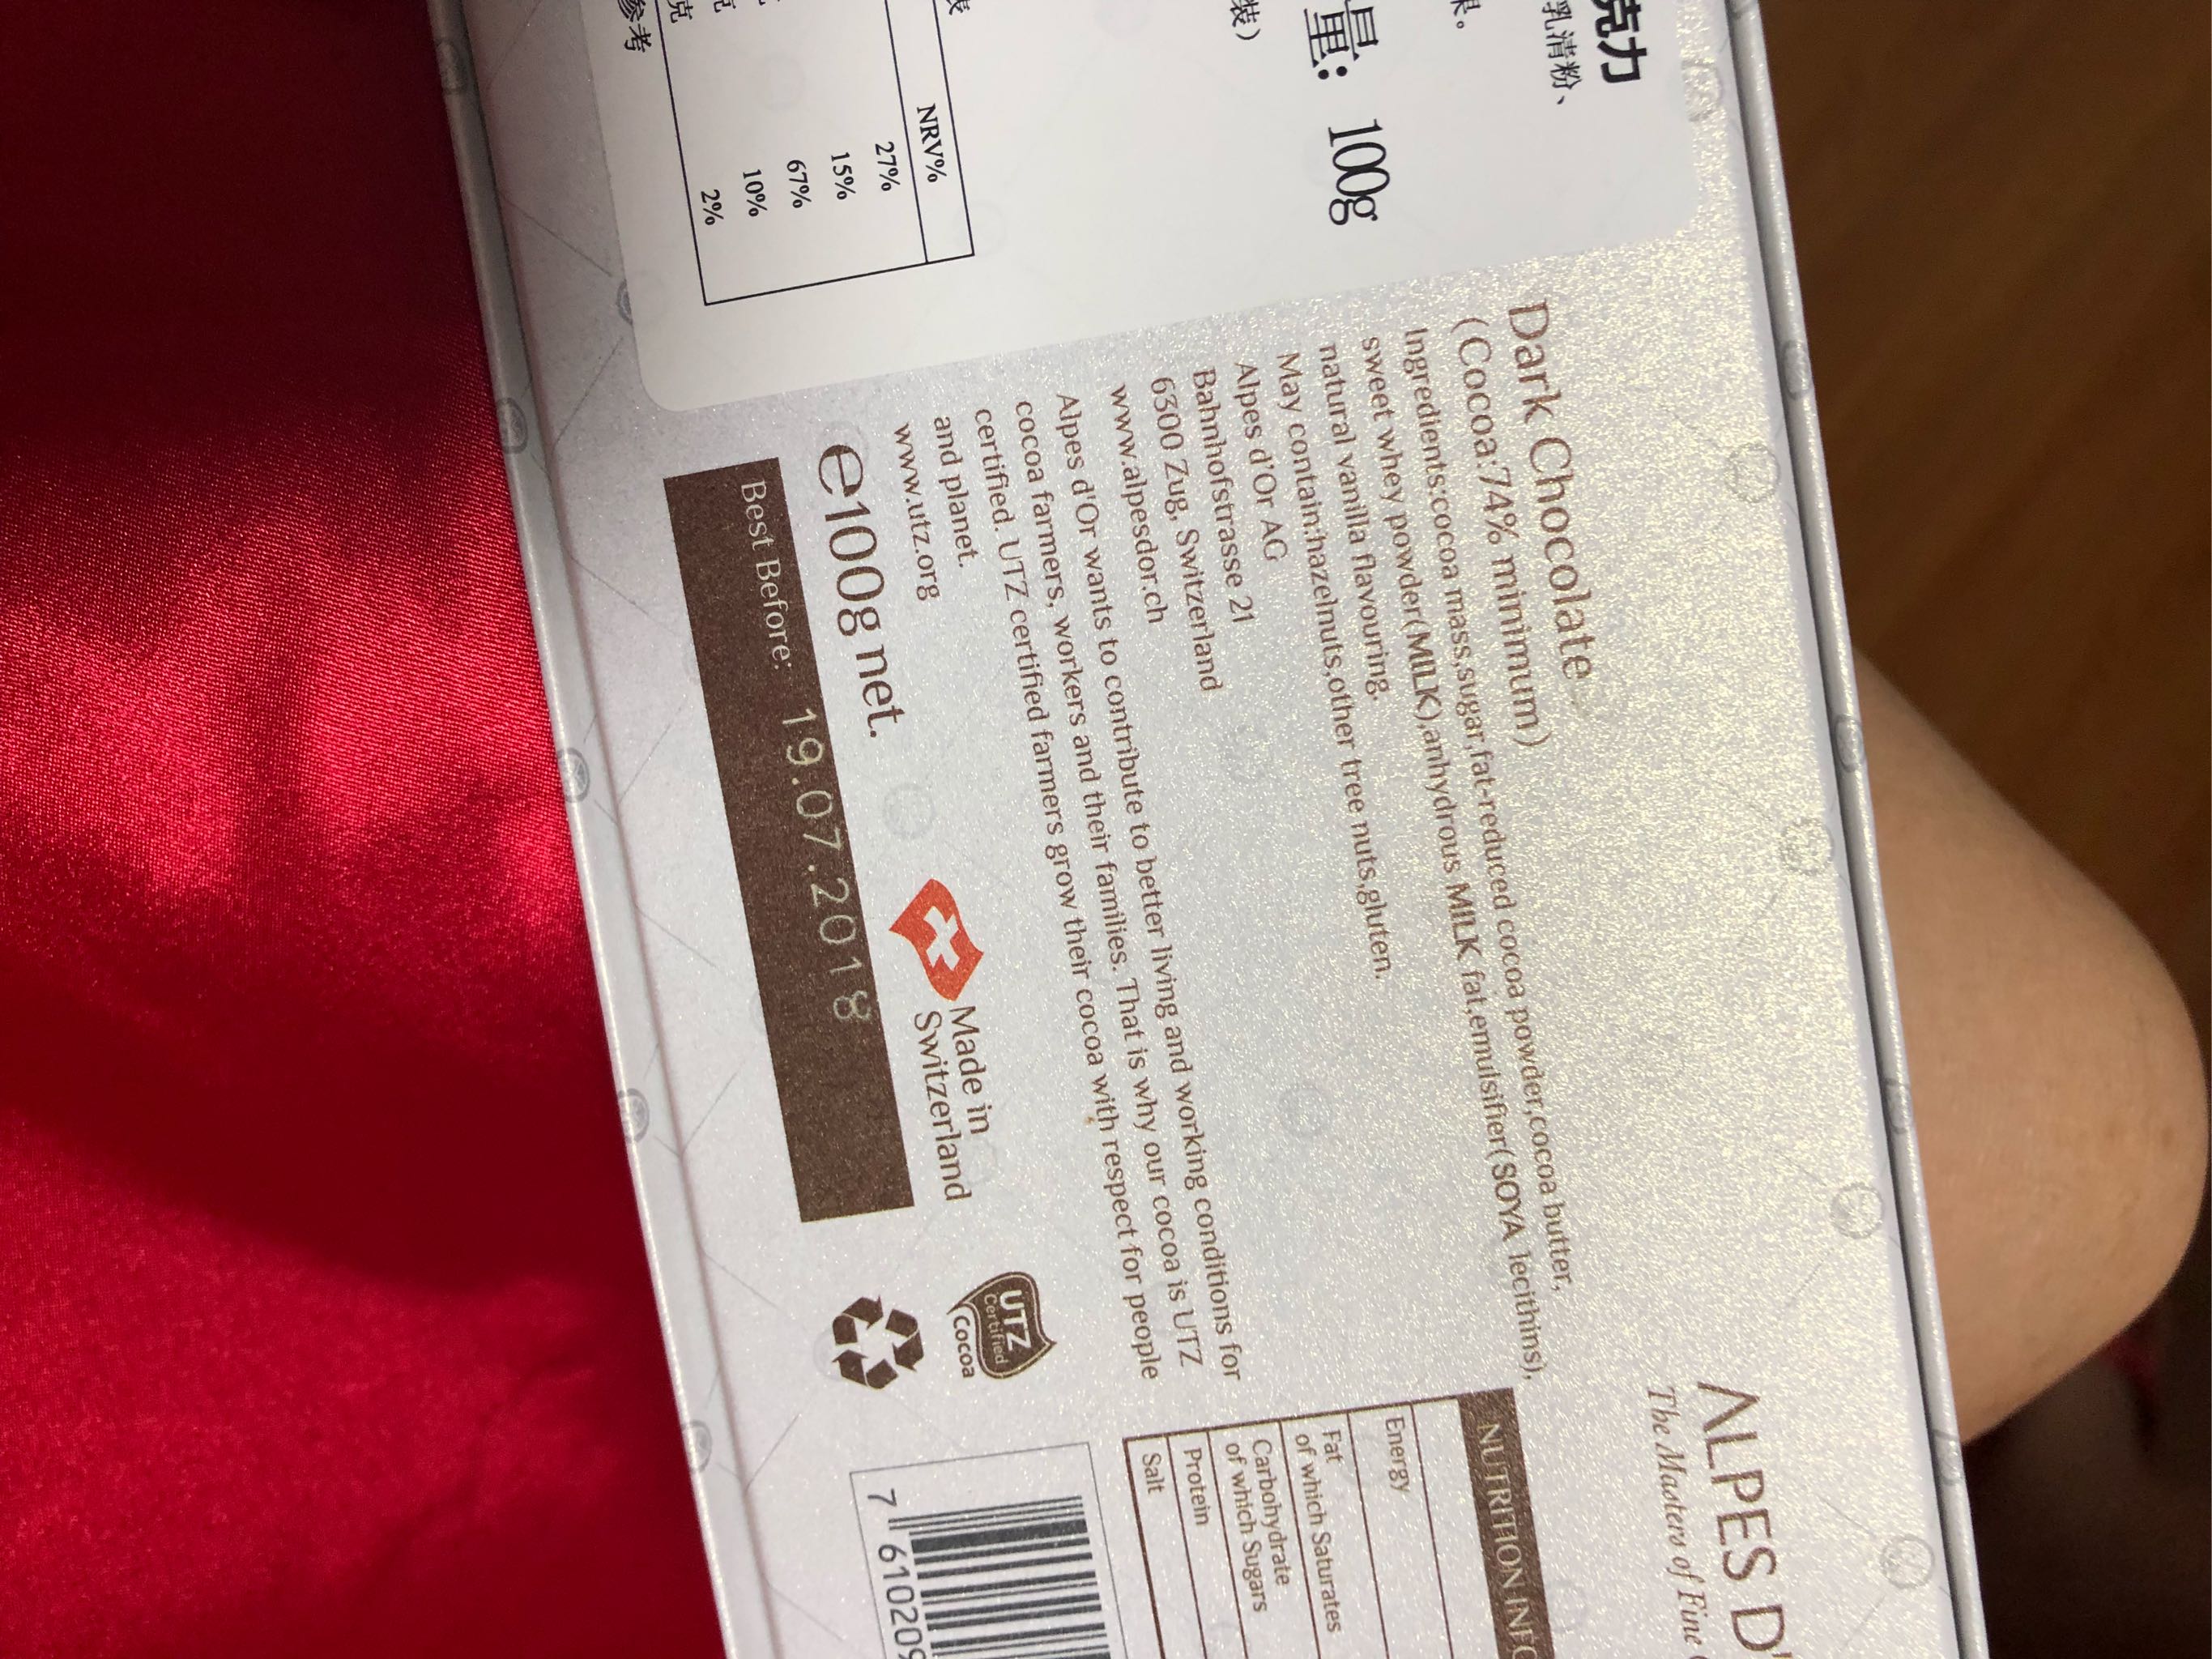 克力
乳清粉、
果。
量: 100g
装)
表
NRV%
27%
15%
67%
克 10%
克 2%
参考
Dark Chocolate
(Cocoa:74% minimum)
Ingredients:cocoa mass,sugar,fat-reduced cocoa powder,cocoa butter,
sweet whey powder(MILK),anhydrous MILK fat,emulsifier(SOYA lecithins),
natural vanilla flavouring.
May contain:hazelnuts,other tree nuts,gluten.
Alpes d'Or AG
Bahnhofstrasse 21
6300 Zug, Switzerland
www.alpesdor.ch
Alpes d'Or wants to contribute to better living and working conditions for
cocoa farmers, workers and their families. That is why our cocoa is UTZ
certified. UTZ certified farmers grow their cocoa with respect for people
and planet.
www.utz.org
e100g net.
Made in
Switzerland
UTZ
Certified
Cocoa
Best Before: 19.07.2018
ALPES D'
The Masters of Fine
NUTRITION INFO
Energy
Fat
of which Saturates
Carbohydrate
of which Sugars
Protein
Salt
7 610209